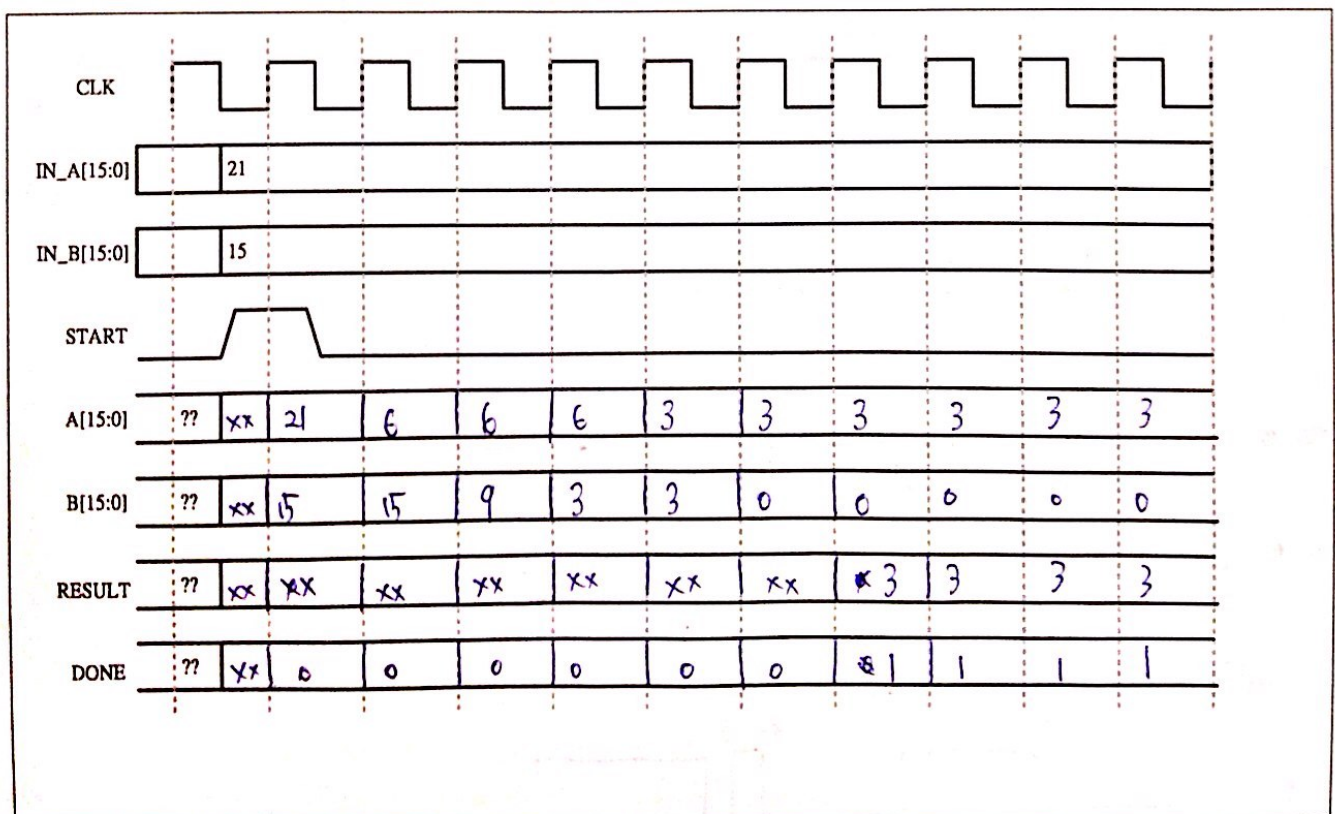 CLK
IN_A[15:0] 21
IN_B[15:0] 15
START
A[15:0] ?? xx 21 6 6 6 3 3 3 3 3 3
B[15:0] ?? xx 15 15 9 3 3 0 0 0 0 0
RESULT ?? xx xx xx xx xx xx xx 3 3 3 3
DONE ?? xx 0 0 0 0 0 0 1 1 1 1